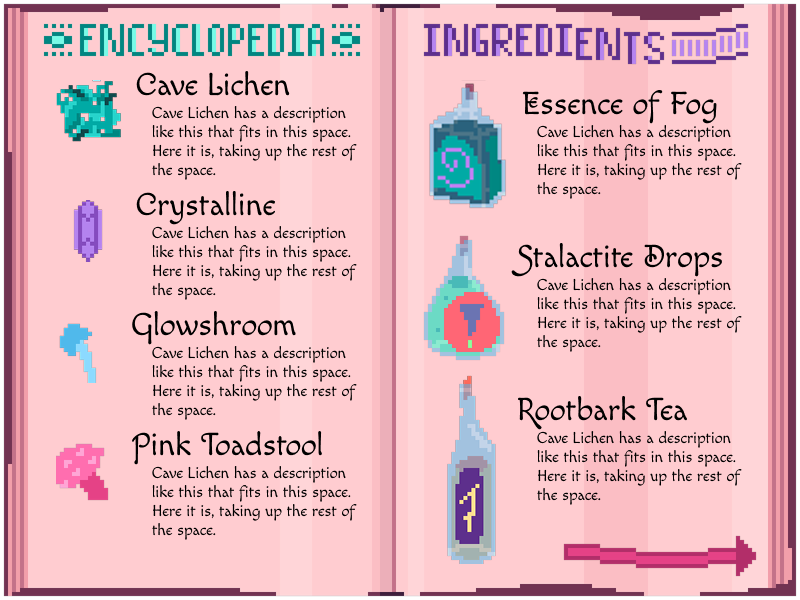 ENCYCLOPEDIA
Cave Lichen
Cave Lichen has a description
like this that fits in this space.
Here it is, taking up the rest of
the space.
Crystalline
Cave Lichen has a description
like this that fits in this space.
Here it is, taking up the rest of
the space.
Glowshroom
Cave Lichen has a description
like this that fits in this space.
Here it is, taking up the rest of
the space.
Pink Toadstool
Cave Lichen has a description
like this that fits in this space.
Here it is, taking up the rest of
the space.
INGREDIENTS
Essence of Fog
Cave Lichen has a description
like this that fits in this space.
Here it is, taking up the rest of
the space.
Stalactite Drops
Cave Lichen has a description
like this that fits in this space.
Here it is, taking up the rest of
the space.
Rootbark Tea
Cave Lichen has a description
like this that fits in this space.
Here it is, taking up the rest of
the space.